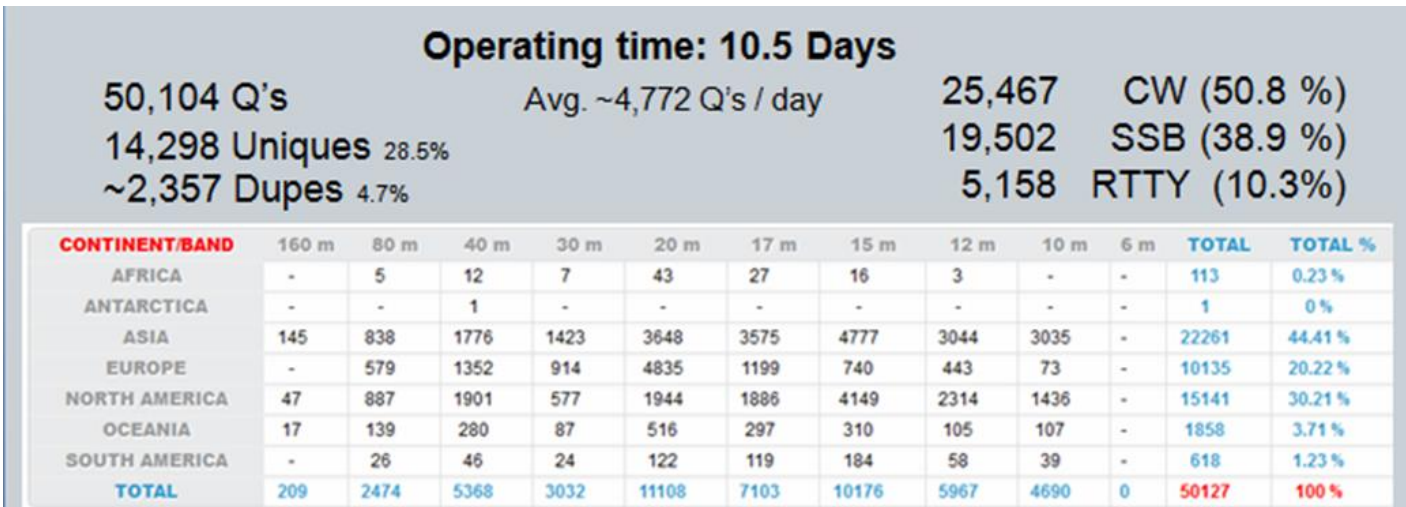 Operating time: 10.5 Days
50,104 Q's
Avg. ~4,772 Q's / day
25,467 CW (50.8 %)
14,298 Uniques 28.5%
19,502 SSB (38.9 %)
~2,357 Dupes 4.7%
5,158 RTTY (10.3%)
CONTINENT/BAND 160 m 80 m 40 m 30 m 20 m 17 m 15 m 12 m 10 m 6 m TOTAL TOTAL %
AFRICA - 5 12 7 43 27 16 3 - - 113 0.23 %
ANTARCTICA - - 1 - - - - - - - 1 0 %
ASIA 145 838 1776 1423 3648 3575 4777 3044 3035 - 22261 44.41 %
EUROPE - 579 1352 914 4835 1199 740 443 73 - 10135 20.22 %
NORTH AMERICA 47 887 1901 577 1944 1886 4149 2314 1436 - 15141 30.21 %
OCEANIA 17 139 280 87 516 297 310 105 107 - 1858 3.71 %
SOUTH AMERICA - 26 46 24 122 119 184 58 39 - 618 1.23 %
TOTAL 209 2474 5368 3032 11108 7103 10176 5967 4690 0 50127 100 %